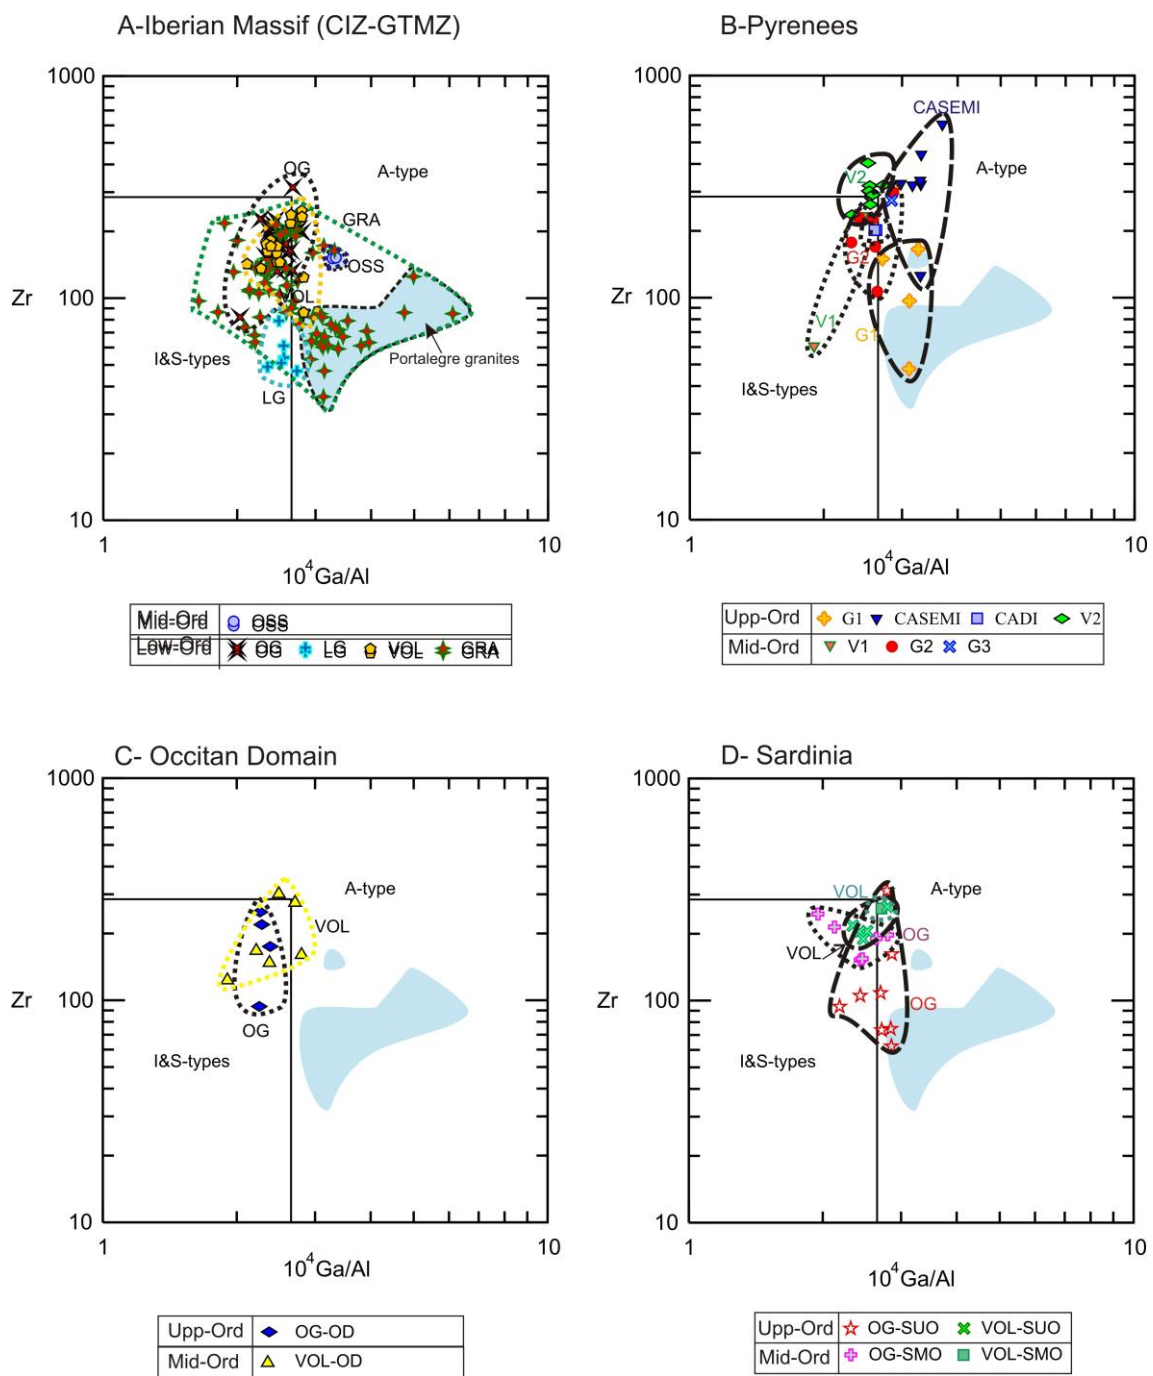 A-Iberian Massif (CIZ-GTMZ)
B-Pyrenees
1000
OG
A-type
GRA
OSS
100
VOL
Zr
Portalegre granites
I&S-types
LG
10
1
10
10⁴Ga/Al
Mid-Ord OSS
Low-Ord OG LG VOL GRA
1000
CASEMI
V2
A-type
G2
100
Zr
V1
G1
I&S-types
10
1
10
10⁴Ga/Al
Upp-Ord G1 CASEMI CADI V2
Mid-Ord V1 G2 G3
C- Occitan Domain
D- Sardinia
1000
A-type
VOL
100
Zr
OG
I&S-types
10
1
10
10⁴Ga/Al
Upp-Ord OG-OD
Mid-Ord VOL-OD
1000
VOL
A-type
OG
VOL
100
Zr
OG
I&S-types
10
1
10
10⁴Ga/Al
Upp-Ord OG-SUO VOL-SUO
Mid-Ord OG-SMO VOL-SMO